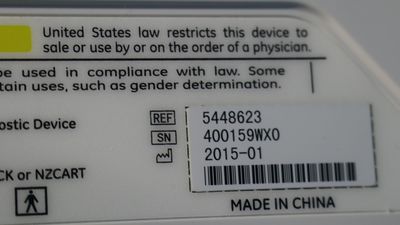 United States law restricts this device to
sale or use by or on the order of a physician.
be used in compliance with law. Some
tain uses, such as gender determination.
ostic Device
REF 5448623
SN 400159WX0
2015-01
CK or NZCART
MADE IN CHINA